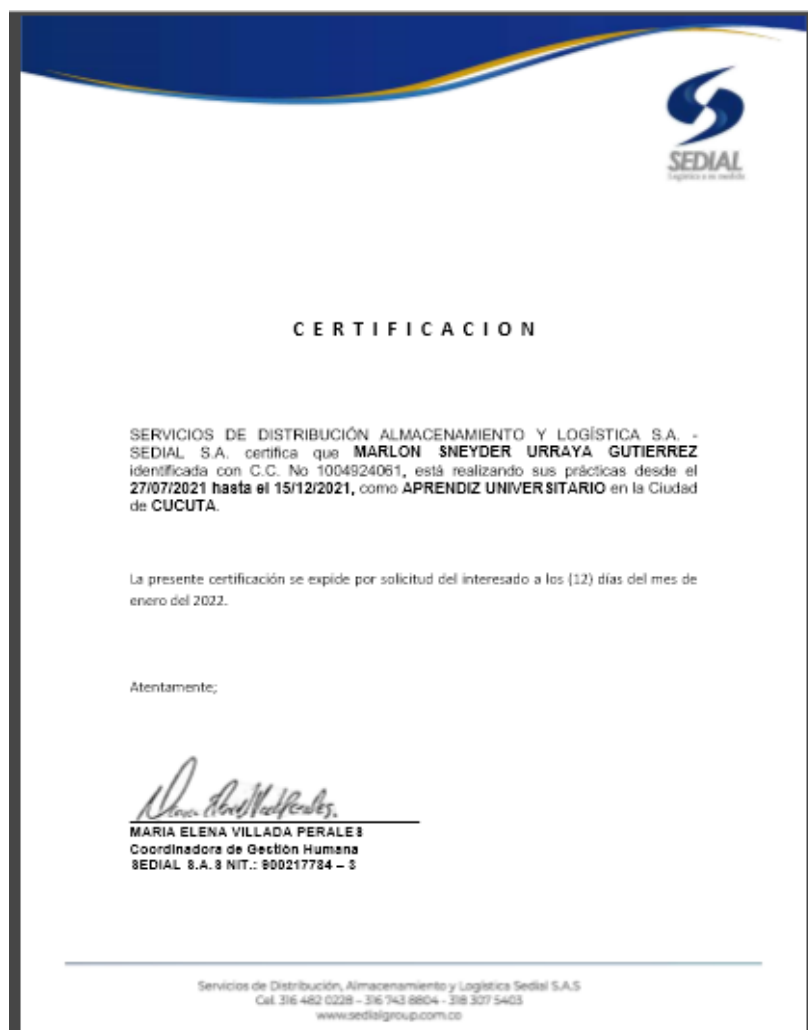 SEDIAL
Logística a su medida
CERTIFICACION
SERVICIOS DE DISTRIBUCIÓN ALMACENAMIENTO Y LOGÍSTICA S.A. -
SEDIAL S.A. certifica que MARLON SNEYDER URRAYA GUTIERREZ
identificada con C.C. No 1004924061, está realizando sus prácticas desde el
27/07/2021 hasta el 15/12/2021, como APRENDIZ UNIVERSITARIO en la Ciudad
de CUCUTA.
La presente certificación se expide por solicitud del interesado a los (12) días del mes de
enero del 2022.
Atentamente;
MARIA ELENA VILLADA PERALES
Coordinadora de Gestión Humana
SEDIAL S.A.S NIT.: 900217784 – 3
Servicios de Distribución, Almacenamiento y Logística Sedial S.A.S
Cel. 316 482 0228 – 316 743 8804 - 318 307 5403
www.sedialgroup.com.co